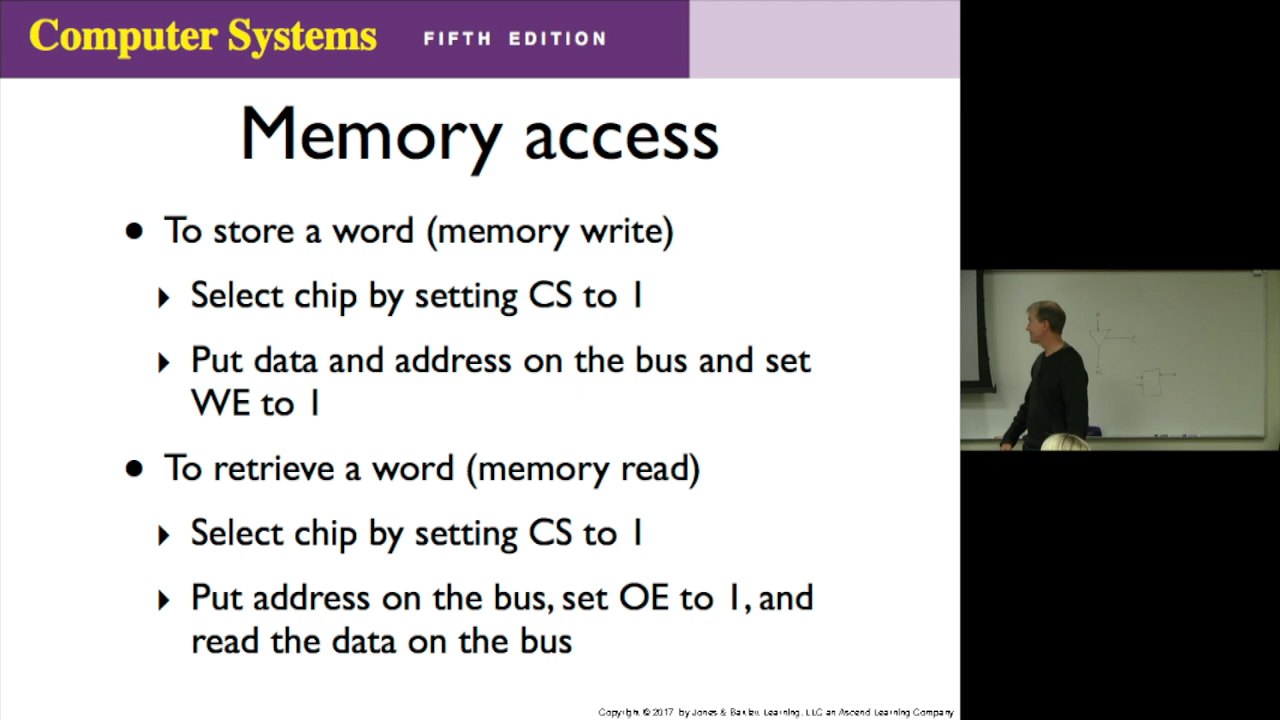 Computer Systems FIFTH EDITION
Memory access
• To store a word (memory write)
‣ Select chip by setting CS to 1
‣ Put data and address on the bus and set
WE to 1
• To retrieve a word (memory read)
‣ Select chip by setting CS to 1
‣ Put address on the bus, set OE to 1, and
read the data on the bus
Copyright © 2017 by Jones & Bartlett Learning, LLC an Ascend Learning Company